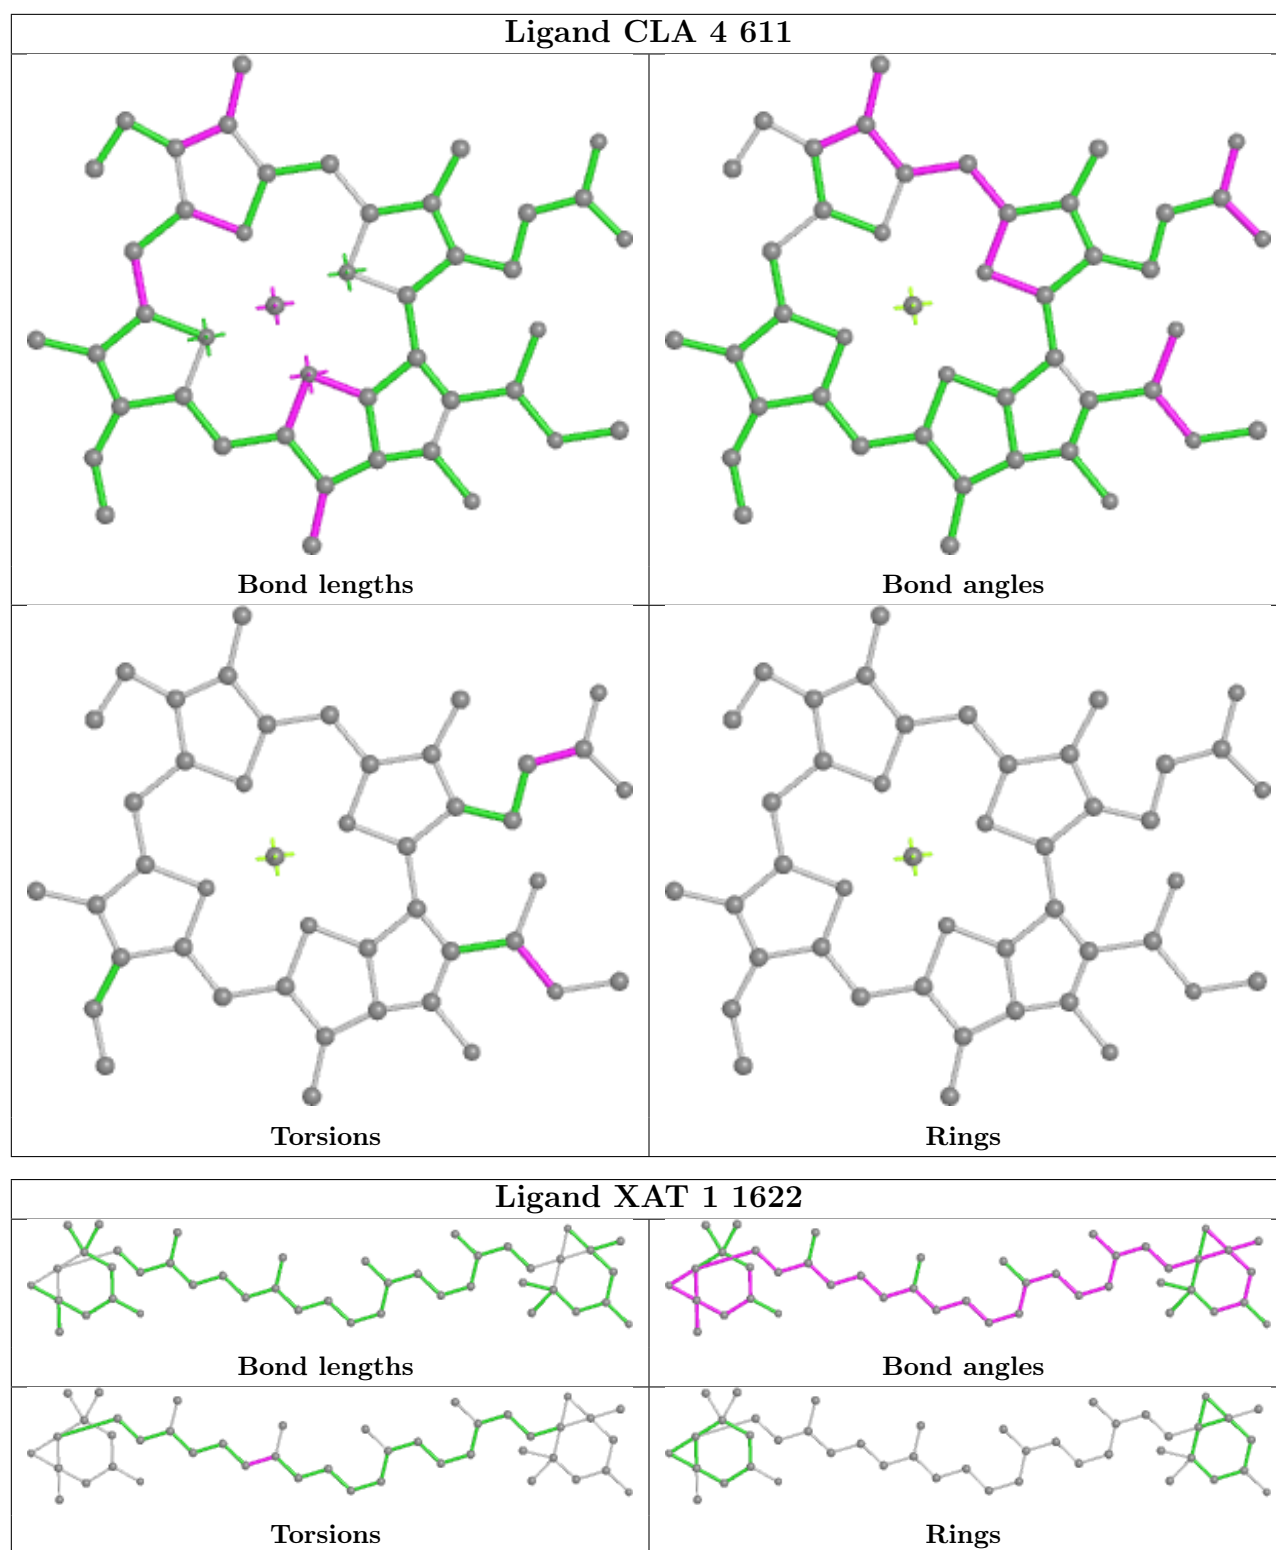 Ligand CLA 4 611
Bond lengths
Bond angles
Torsions
Rings
Ligand XAT 1 1622
Bond lengths
Bond angles
Torsions
Rings